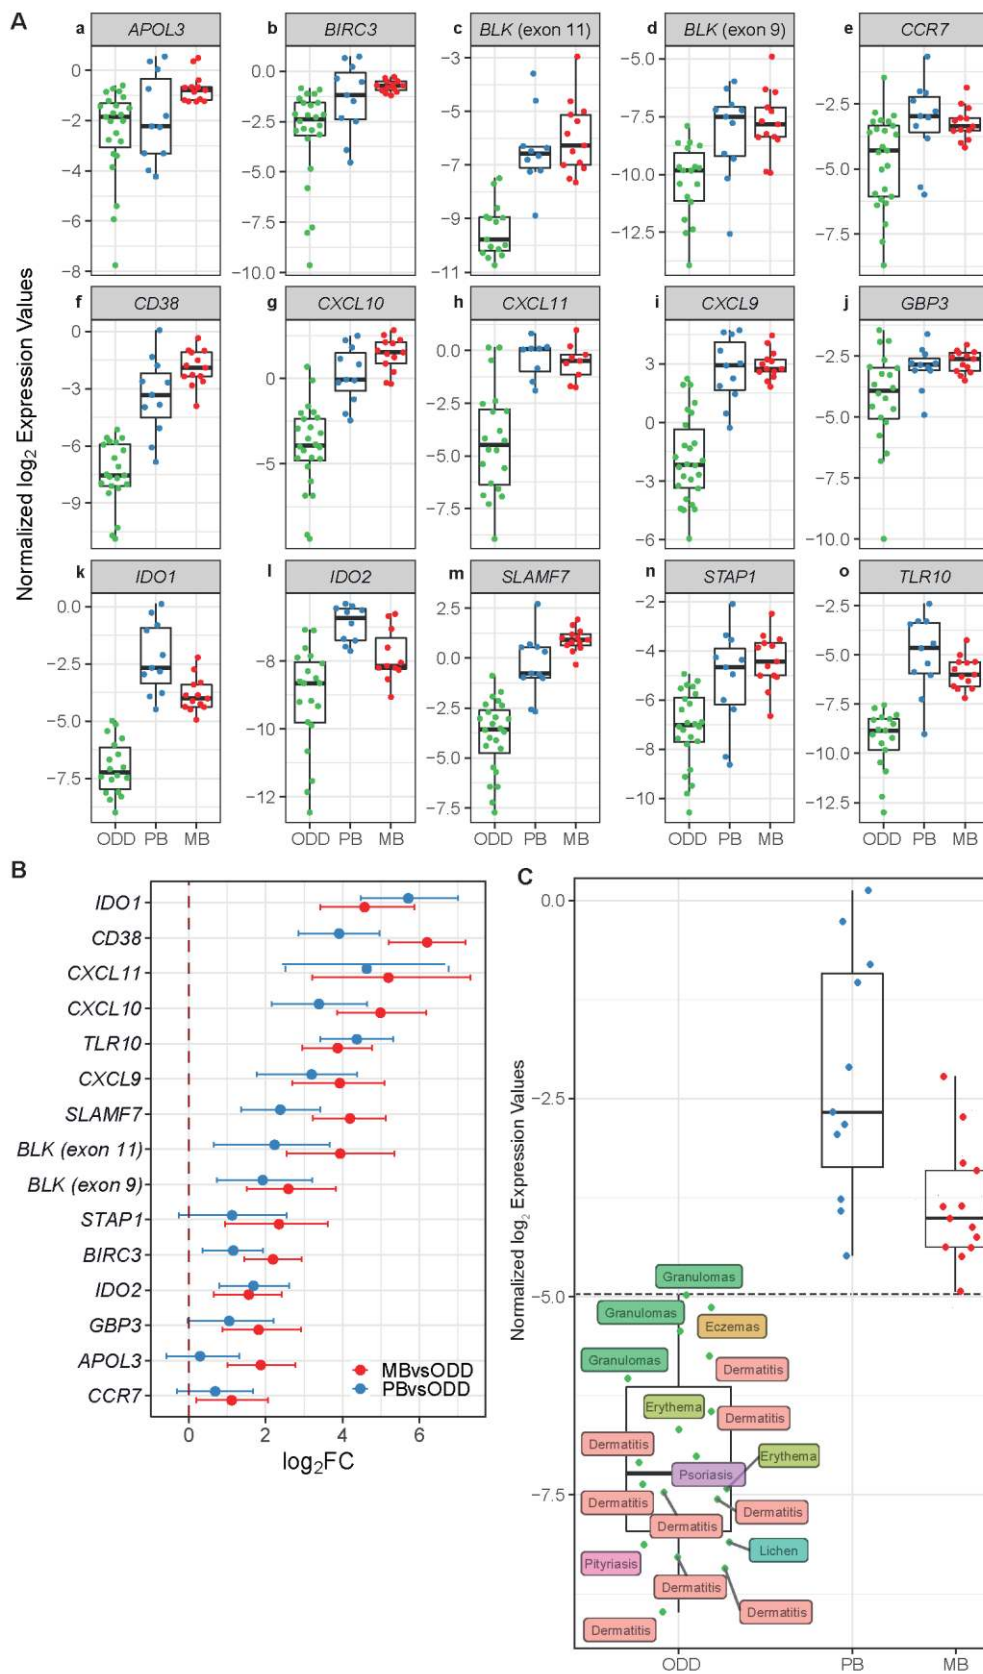 A
a
APOL3
b
BIRC3
c
BLK (exon 11)
d
BLK (exon 9)
e
CCR7
0
−2
−4
−6
−8
0.0
−2.5
−5.0
−7.5
−10.0
−3
−5
−7
−9
−11
−5.0
−7.5
−10.0
−12.5
−2.5
−5.0
−7.5
Normalized log2 Expression Values
f
CD38
g
CXCL10
h
CXCL11
i
CXCL9
j
GBP3
0
−3
−6
−9
0
−5
0.0
−2.5
−5.0
−7.5
6
3
0
−3
−6
−2.5
−5.0
−7.5
−10.0
k
IDO1
l
IDO2
m
SLAMF7
n
STAP1
o
TLR10
0.0
−2.5
−5.0
−7.5
−8
−10
−12
2.5
0.0
−2.5
−5.0
−7.5
−2
−4
−6
−8
−10
−2.5
−5.0
−7.5
−10.0
−12.5
ODD PB MB
ODD PB MB
ODD PB MB
ODD PB MB
ODD PB MB
B
IDO1
CD38
CXCL11
CXCL10
TLR10
CXCL9
SLAMF7
BLK (exon 11)
BLK (exon 9)
STAP1
BIRC3
IDO2
GBP3
APOL3
CCR7
MBvsODD
PBvsODD
0 2 4 6
log2FC
C
Normalized log2 Expression Values
0.0
−2.5
−5.0
−7.5
Granulomas
Granulomas
Eczemas
Granulomas
Dermatitis
Erythema
Dermatitis
Dermatitis
Erythema
Psoriasis
Dermatitis
Dermatitis
Dermatitis
Lichen
Pityriasis
Dermatitis
Dermatitis
Dermatitis
ODD PB MB